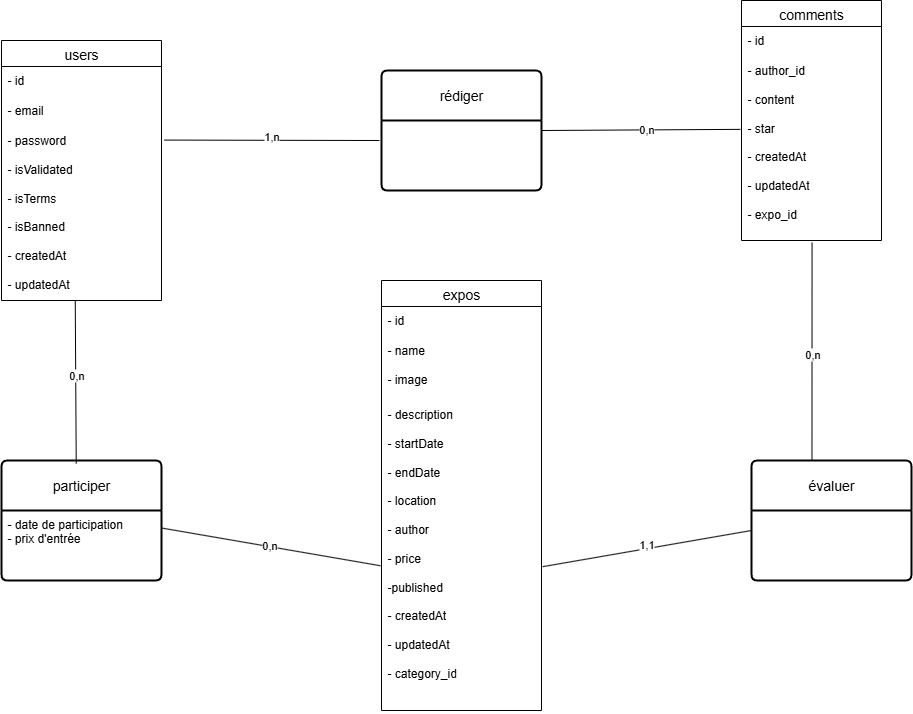 users
- id
- email
- password
- isValidated
- isTerms
- isBanned
- createdAt
- updatedAt
1,n
rédiger
0,n
comments
- id
- author_id
- content
- star
- createdAt
- updatedAt
- expo_id
0,n
participer
- date de participation
- prix d'entrée
0,n
expos
- id
- name
- image
- description
- startDate
- endDate
- location
- author
- price
-published
- createdAt
- updatedAt
- category_id
1,1
0,n
évaluer